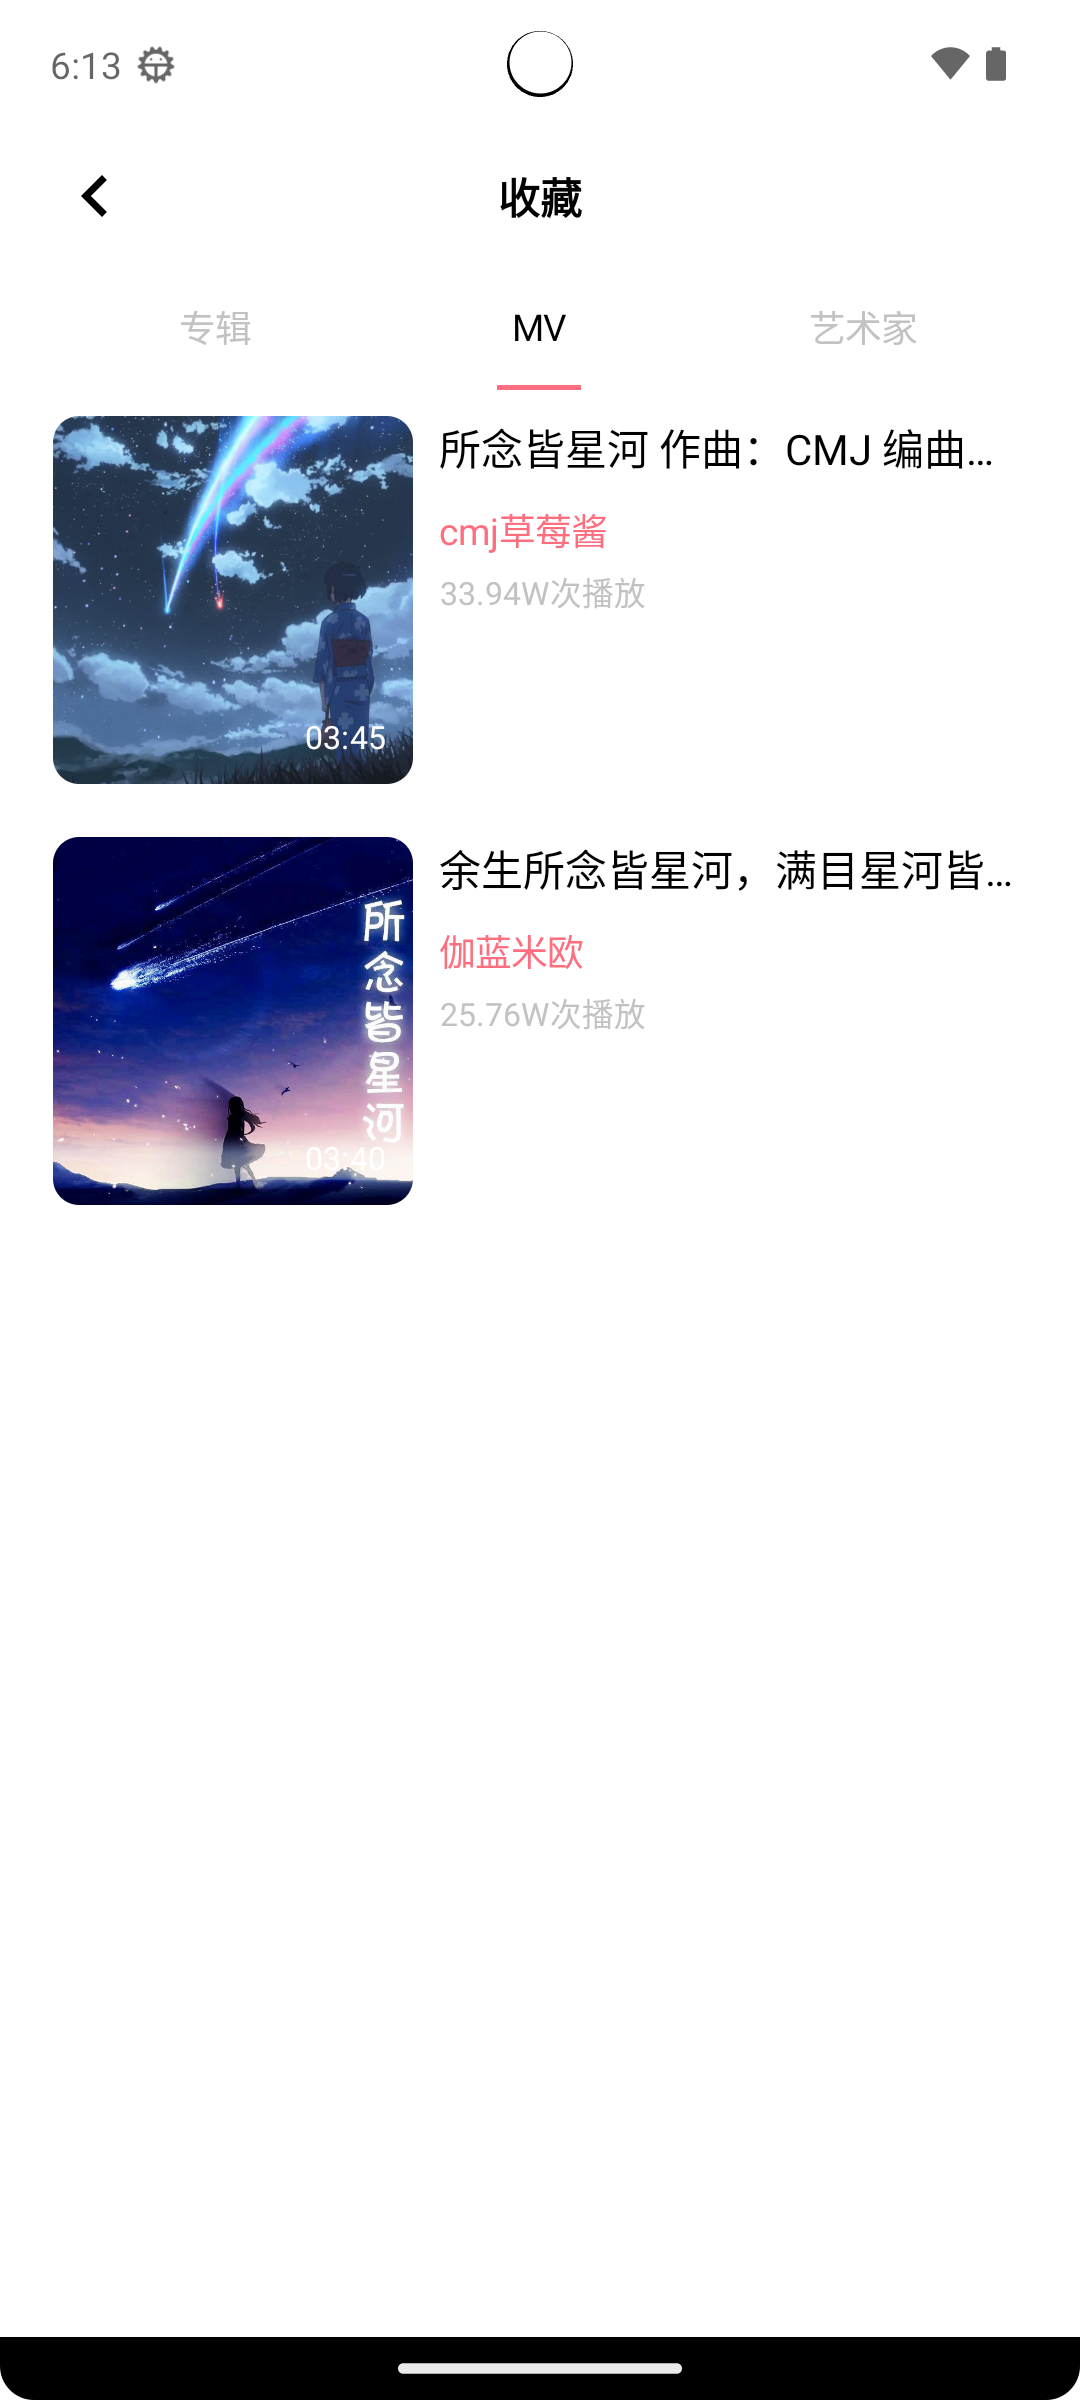 6:13
收藏
专辑
MV
艺术家
所念皆星河 作曲：CMJ 编曲...
cmj草莓酱
33.94W次播放
03:45
余生所念皆星河，满目星河皆...
伽蓝米欧
25.76W次播放
所念皆星河
03:40